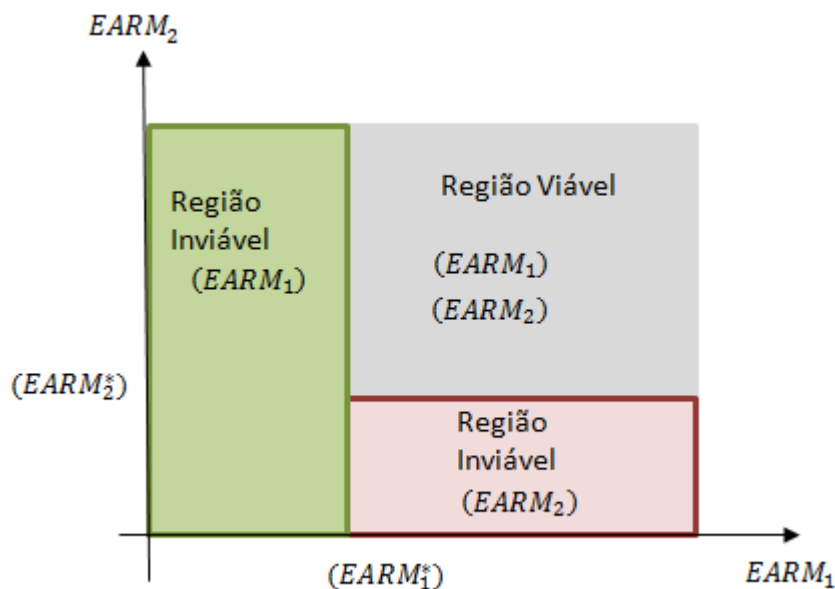 EARM₂
Região
Inviável
(EARM₁)
Região Viável
(EARM₁)
(EARM₂)
(EARM₂*)
Região
Inviável
(EARM₂)
(EARM₁*)
EARM₁